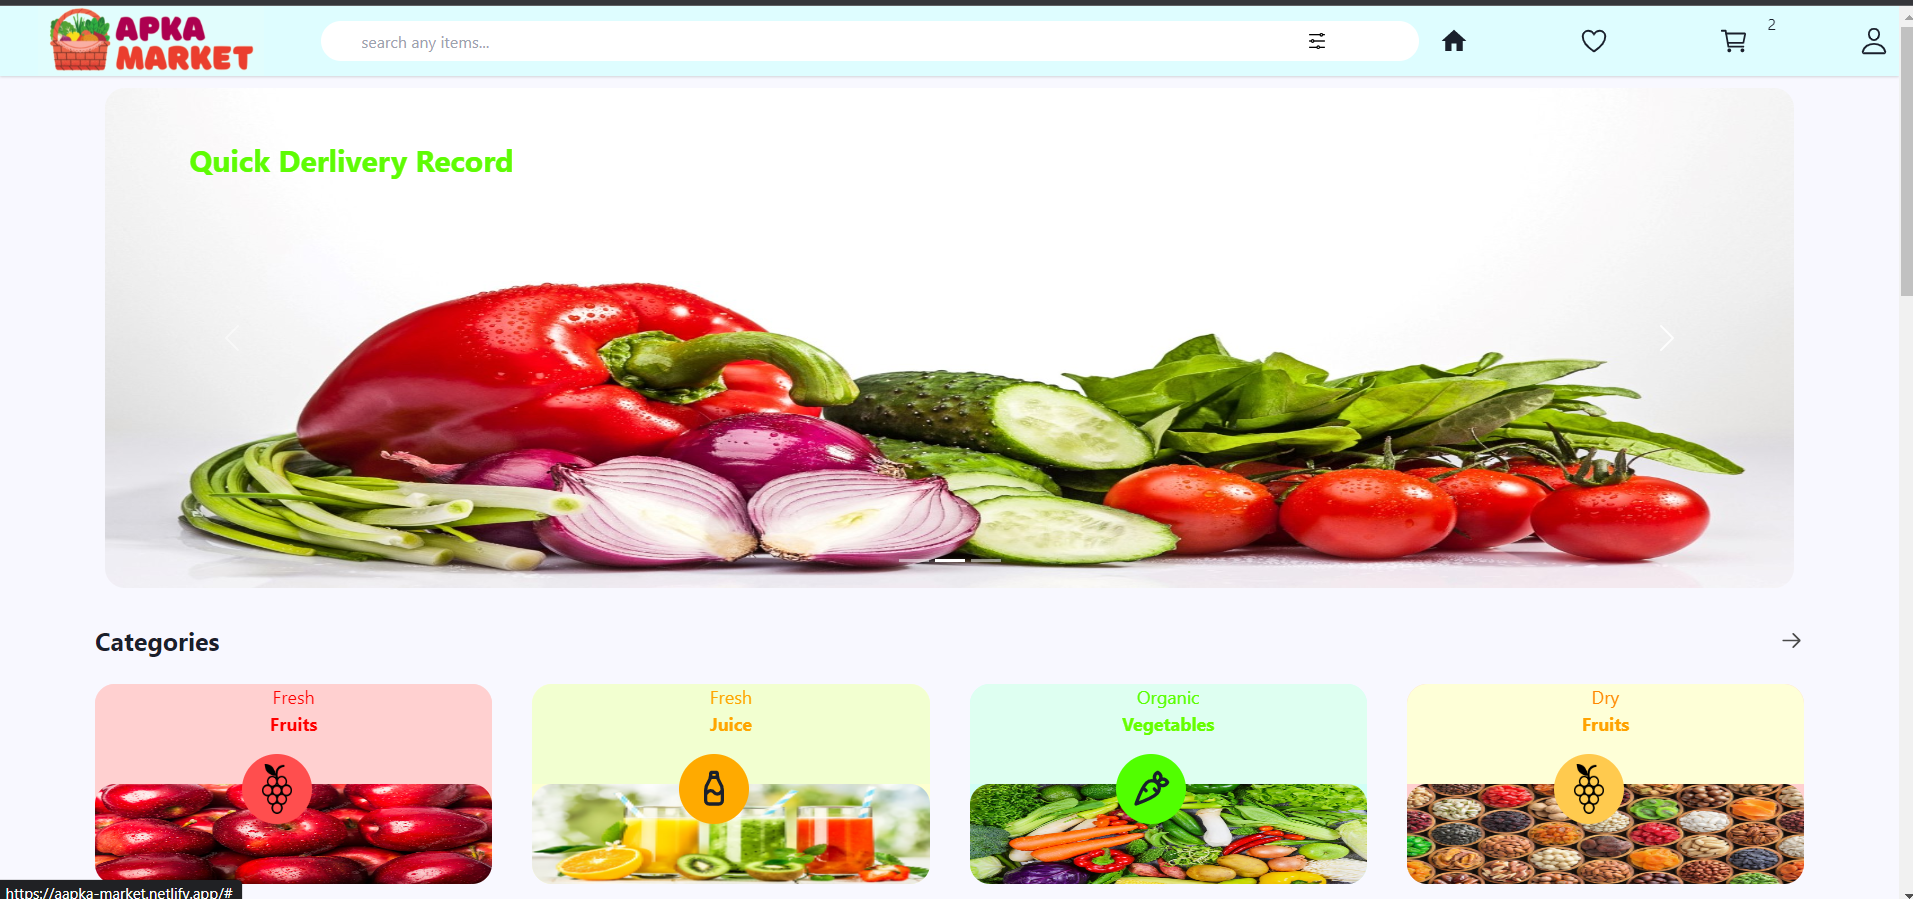 APKA
MARKET
search any items...
2
Quick Derlivery Record
Categories
Fresh
Fruits
Fresh
Juice
Organic
Vegetables
Dry
Fruits
https://aapka-market.netlify.app/#